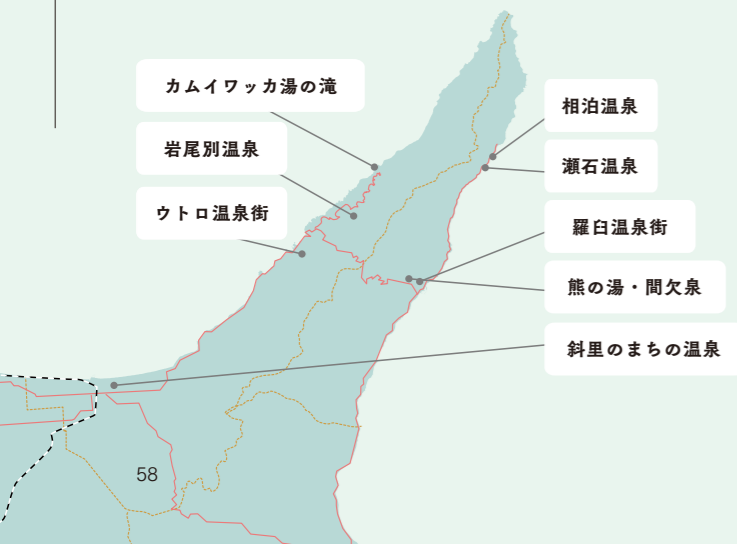 カムイワッカ湯の滝
岩尾別温泉
ウトロ温泉街
相泊温泉
瀬石温泉
羅臼温泉街
熊の湯・間欠泉
斜里のまちの温泉
58